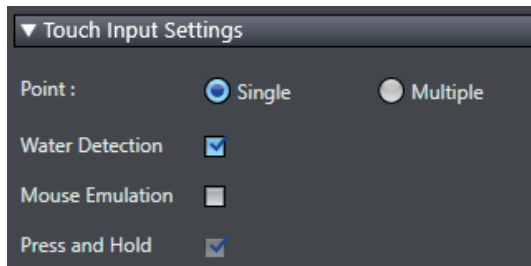 Touch Input Settings
Point : Single Multiple
Water Detection
Mouse Emulation
Press and Hold